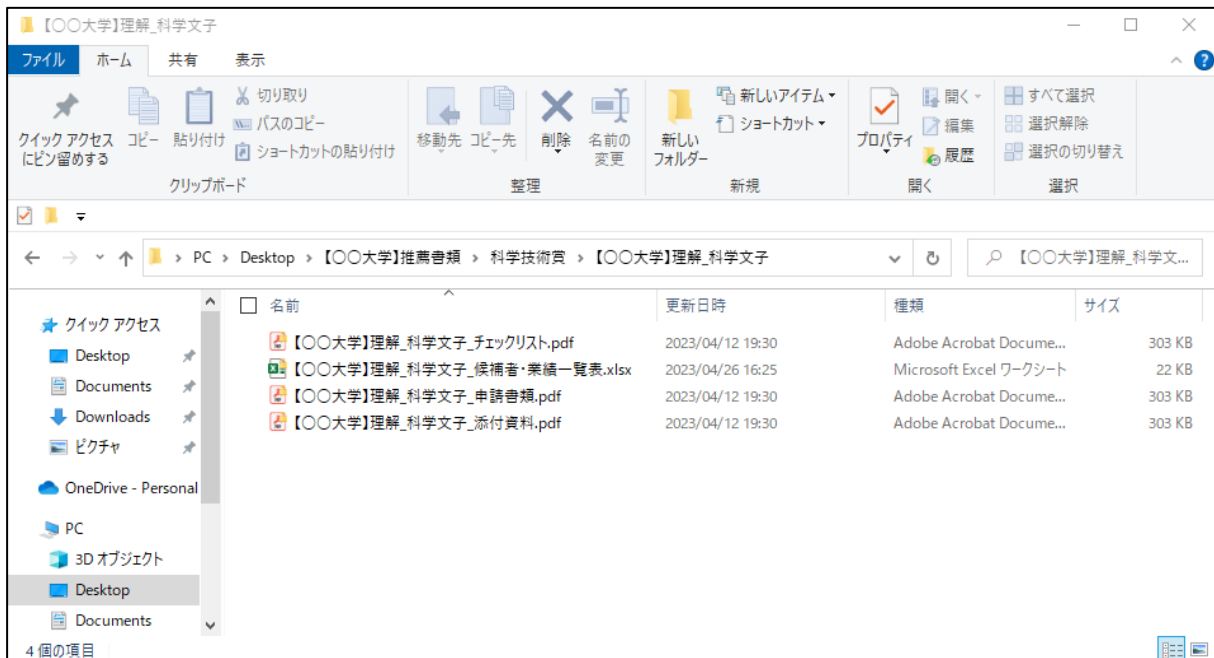 【〇〇大学】理解_科学文子
ファイル ホーム 共有 表示
クイック アクセス
にピン留めする
コピー
貼り付け
切り取り
パスのコピー
ショートカットの貼り付け
クリップボード
移動先
コピー先
削除
名前の
変更
整理
新しい
フォルダー
新しいアイテム
ショートカット
新規
プロパティ
開く
編集
履歴
開く
すべて選択
選択解除
選択の切り替え
選択
PC › Desktop › 【〇〇大学】推薦書類 › 科学技術賞 › 【〇〇大学】理解_科学文子
【〇〇大学】理解_科学文...
クイック アクセス
Desktop
Documents
Downloads
ピクチャ
OneDrive - Personal
PC
3D オブジェクト
Desktop
Documents
名前 更新日時 種類 サイズ
【〇〇大学】理解_科学文子_チェックリスト.pdf 2023/04/12 19:30 Adobe Acrobat Docume... 303 KB
【〇〇大学】理解_科学文子_候補者・業績一覧表.xlsx 2023/04/26 16:25 Microsoft Excel ワークシート 22 KB
【〇〇大学】理解_科学文子_申請書類.pdf 2023/04/12 19:30 Adobe Acrobat Docume... 303 KB
【〇〇大学】理解_科学文子_添付資料.pdf 2023/04/12 19:30 Adobe Acrobat Docume... 303 KB
4 個の項目